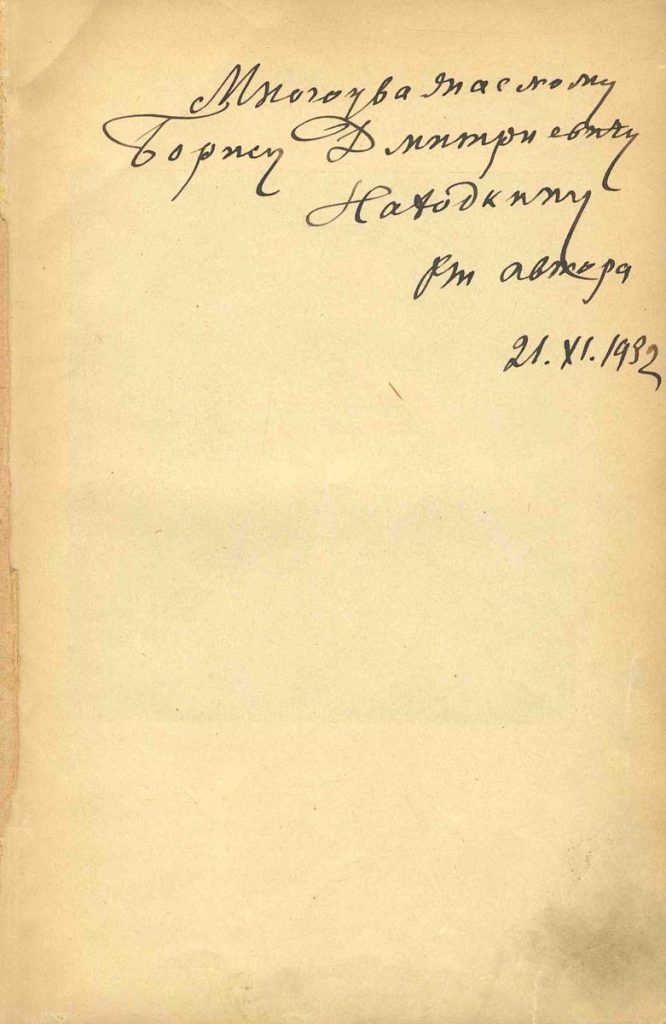 Многоуважаемому
Борису Дмитриевичу
Находкину
от автора
21. XI. 1932